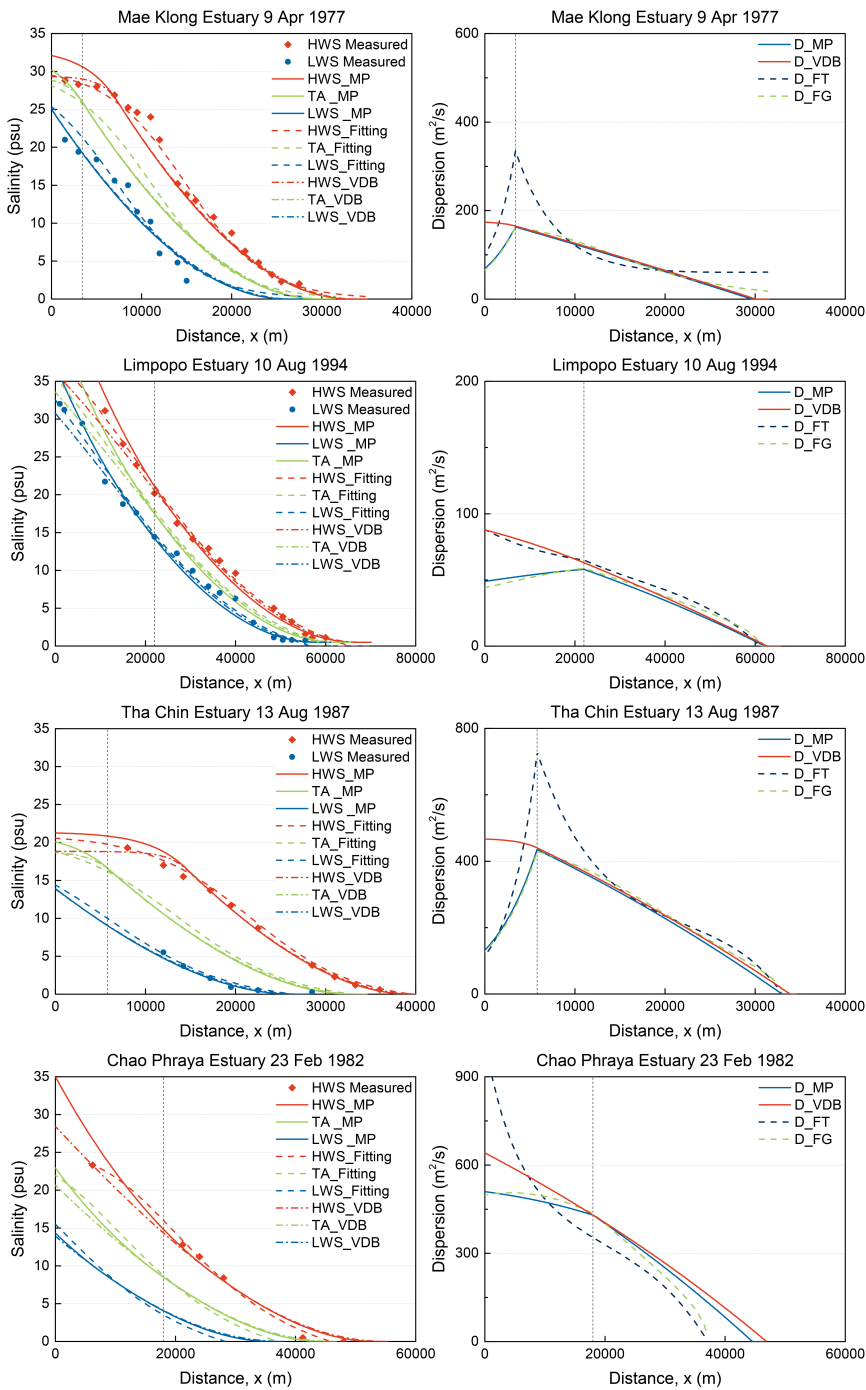 Mae Klong Estuary 9 Apr 1977
35
30
25
20
15
10
5
0
Salinity (psu)
0
10000
20000
30000
40000
Distance, x (m)
HWS Measured
LWS Measured
HWS_MP
TA _MP
LWS _MP
HWS_Fitting
TA_Fitting
LWS_Fitting
HWS_VDB
TA_VDB
LWS_VDB
Mae Klong Estuary 9 Apr 1977
600
400
200
0
Dispersion (m²/s)
0
10000
20000
30000
40000
Distance, x (m)
D_MP
D_VDB
D_FT
D_FG
Limpopo Estuary 10 Aug 1994
35
30
25
20
15
10
5
0
Salinity (psu)
0
20000
40000
60000
80000
Distance, x (m)
HWS Measured
LWS Measured
HWS_MP
LWS _MP
TA _MP
HWS_Fitting
TA_Fitting
LWS_Fitting
HWS_VDB
TA_VDB
LWS_VDB
Limpopo Estuary 10 Aug 1994
200
100
0
Dispersion (m²/s)
0
20000
40000
60000
80000
Distance, x (m)
D_MP
D_VDB
D_FT
D_FG
Tha Chin Estuary 13 Aug 1987
35
30
25
20
15
10
5
0
Salinity (psu)
0
10000
20000
30000
40000
Distance, x (m)
HWS Measured
LWS Measured
HWS_MP
TA _MP
LWS _MP
HWS_Fitting
TA_Fitting
LWS_Fitting
HWS_VDB
TA_VDB
LWS_VDB
Tha Chin Estuary 13 Aug 1987
800
400
0
Dispersion (m²/s)
0
10000
20000
30000
40000
Distance, x (m)
D_MP
D_VDB
D_FT
D_FG
Chao Phraya Estuary 23 Feb 1982
35
30
25
20
15
10
5
0
Salinity (psu)
0
20000
40000
60000
Distance, x (m)
HWS Measured
HWS_MP
TA _MP
LWS _MP
HWS_Fitting
TA_Fitting
LWS_Fitting
HWS_VDB
TA_VDB
LWS_VDB
Chao Phraya Estuary 23 Feb 1982
900
600
300
0
Dispersion (m²/s)
0
20000
40000
60000
Distance, x (m)
D_MP
D_VDB
D_FT
D_FG